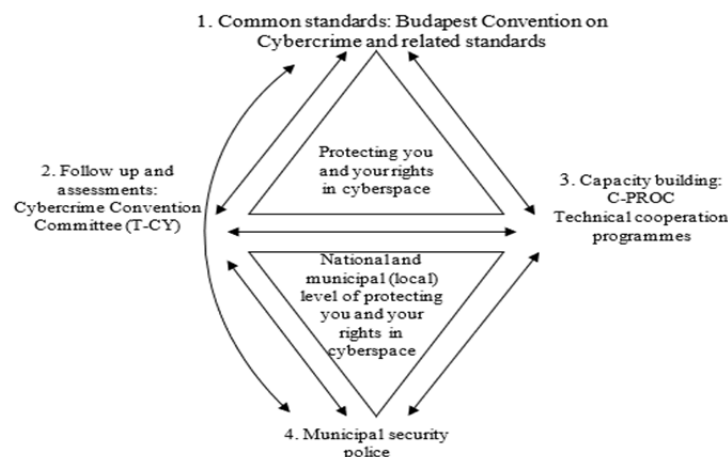 1. Common standards: Budapest Convention on
Cybercrime and related standards
Protecting you
and your rights
in cyberspace
2. Follow up and
assessments:
Cybercrime Convention
Committee (T-CY)
3. Capacity building:
C-PROC
Technical cooperation
programmes
National and
municipal (local)
level of protecting
you and your
rights in
cyberspace
4. Municipal security
police